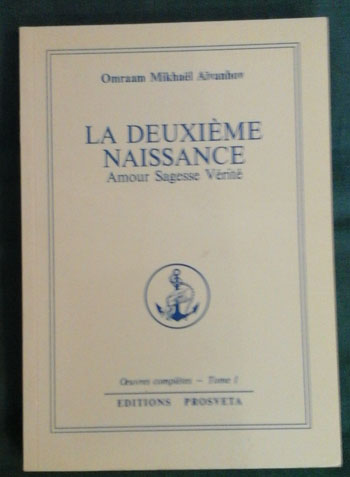 Omraam Mikhaël Aïvanhov
LA DEUXIÈME
NAISSANCE
Amour Sagesse Vérité
Œuvres complètes – Tome 1
EDITIONS PROSVETA